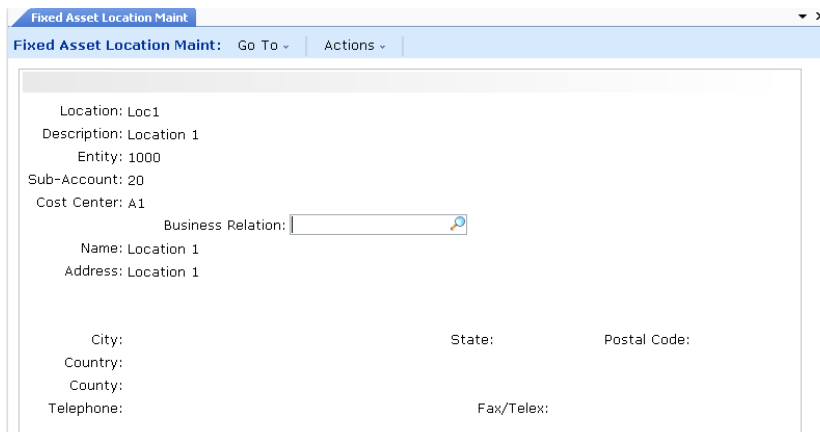 Fixed Asset Location Maint
Fixed Asset Location Maint: Go To Actions
Location: Loc1
Description: Location 1
Entity: 1000
Sub-Account: 20
Cost Center: A1
Business Relation:
Name: Location 1
Address: Location 1
City: State: Postal Code:
Country:
County:
Telephone: Fax/Telex: